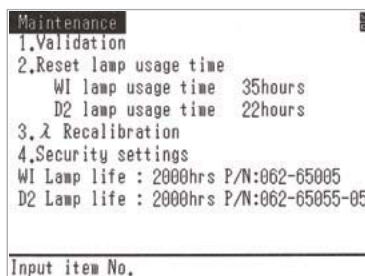 Maintenance
1.Validation
2.Reset lamp usage time
WI lamp usage time 35hours
D2 lamp usage time 22hours
3.λ Recalibration
4.Security settings
WI Lamp life : 2000hrs P/N:062-65005
D2 Lamp life : 2000hrs P/N:062-65055-05
Input item No.